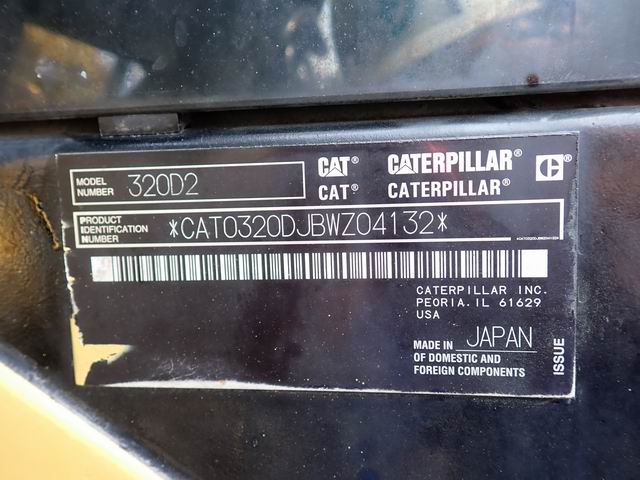 MODEL NUMBER 320D2
CAT® CATERPILLAR®
CAT® CATERPILLAR®
PRODUCT IDENTIFICATION NUMBER *CAT0320DJBWZ04132*
*CAT0320DJBWZ04132*
CATERPILLAR INC.
PEORIA. IL 61629
USA
MADE IN JAPAN
OF DOMESTIC AND
FOREIGN COMPONENTS
ISSUE